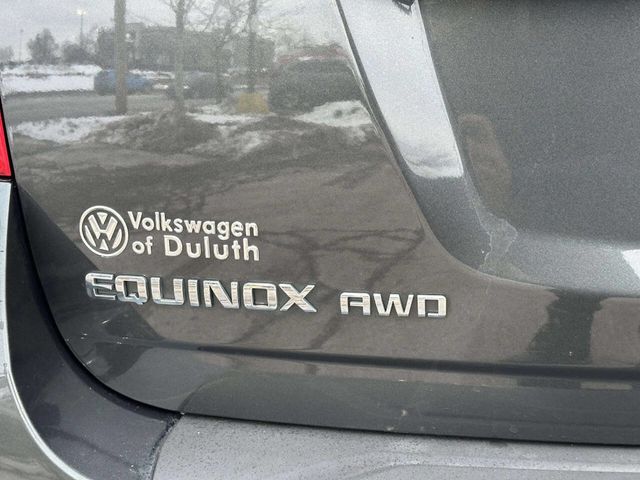 Volkswagen
of Duluth
EQUINOX AWD